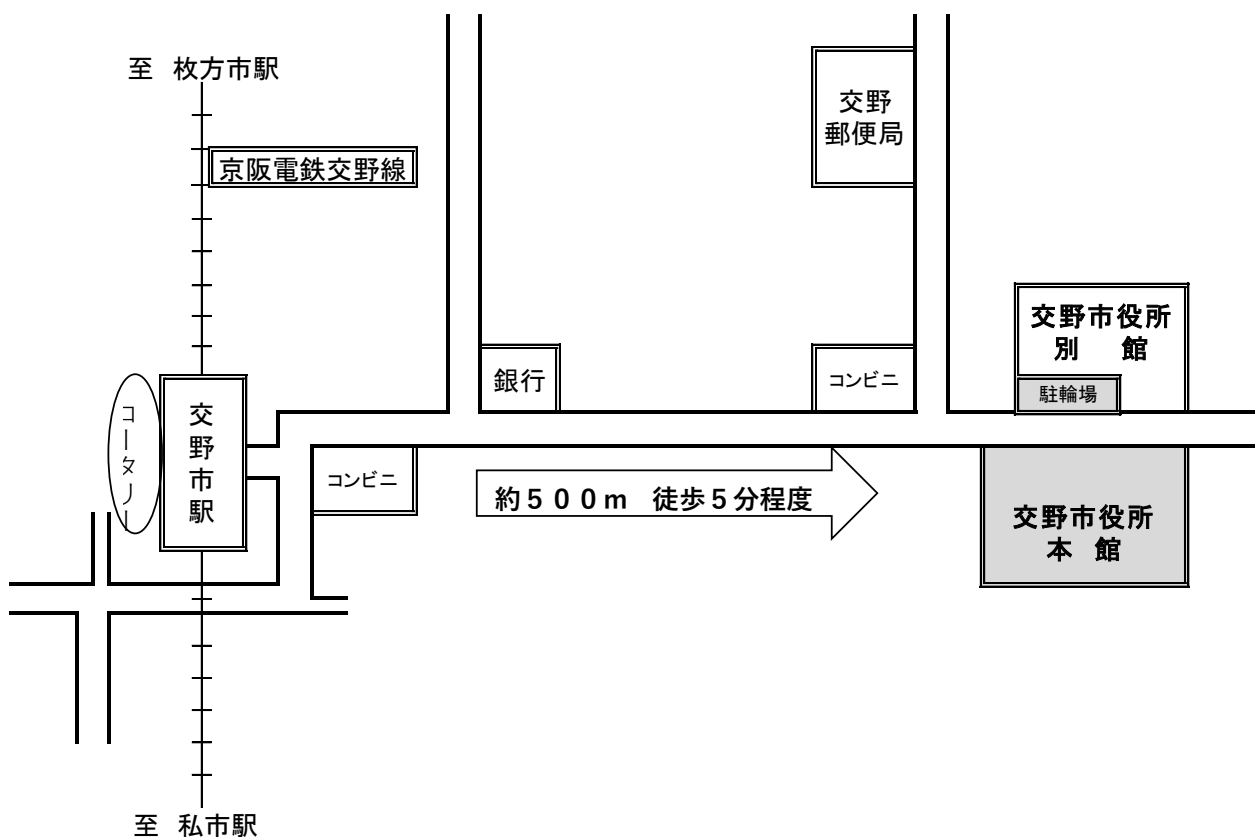 至 枚方市駅
京阪電鉄交野線
交野
郵便局
交野市役所
別　館
駐輪場
銀行
コンビニ
コータノー
交野市駅
コンビニ
約５００ｍ 徒歩５分程度
交野市役所
本 館
至 私市駅